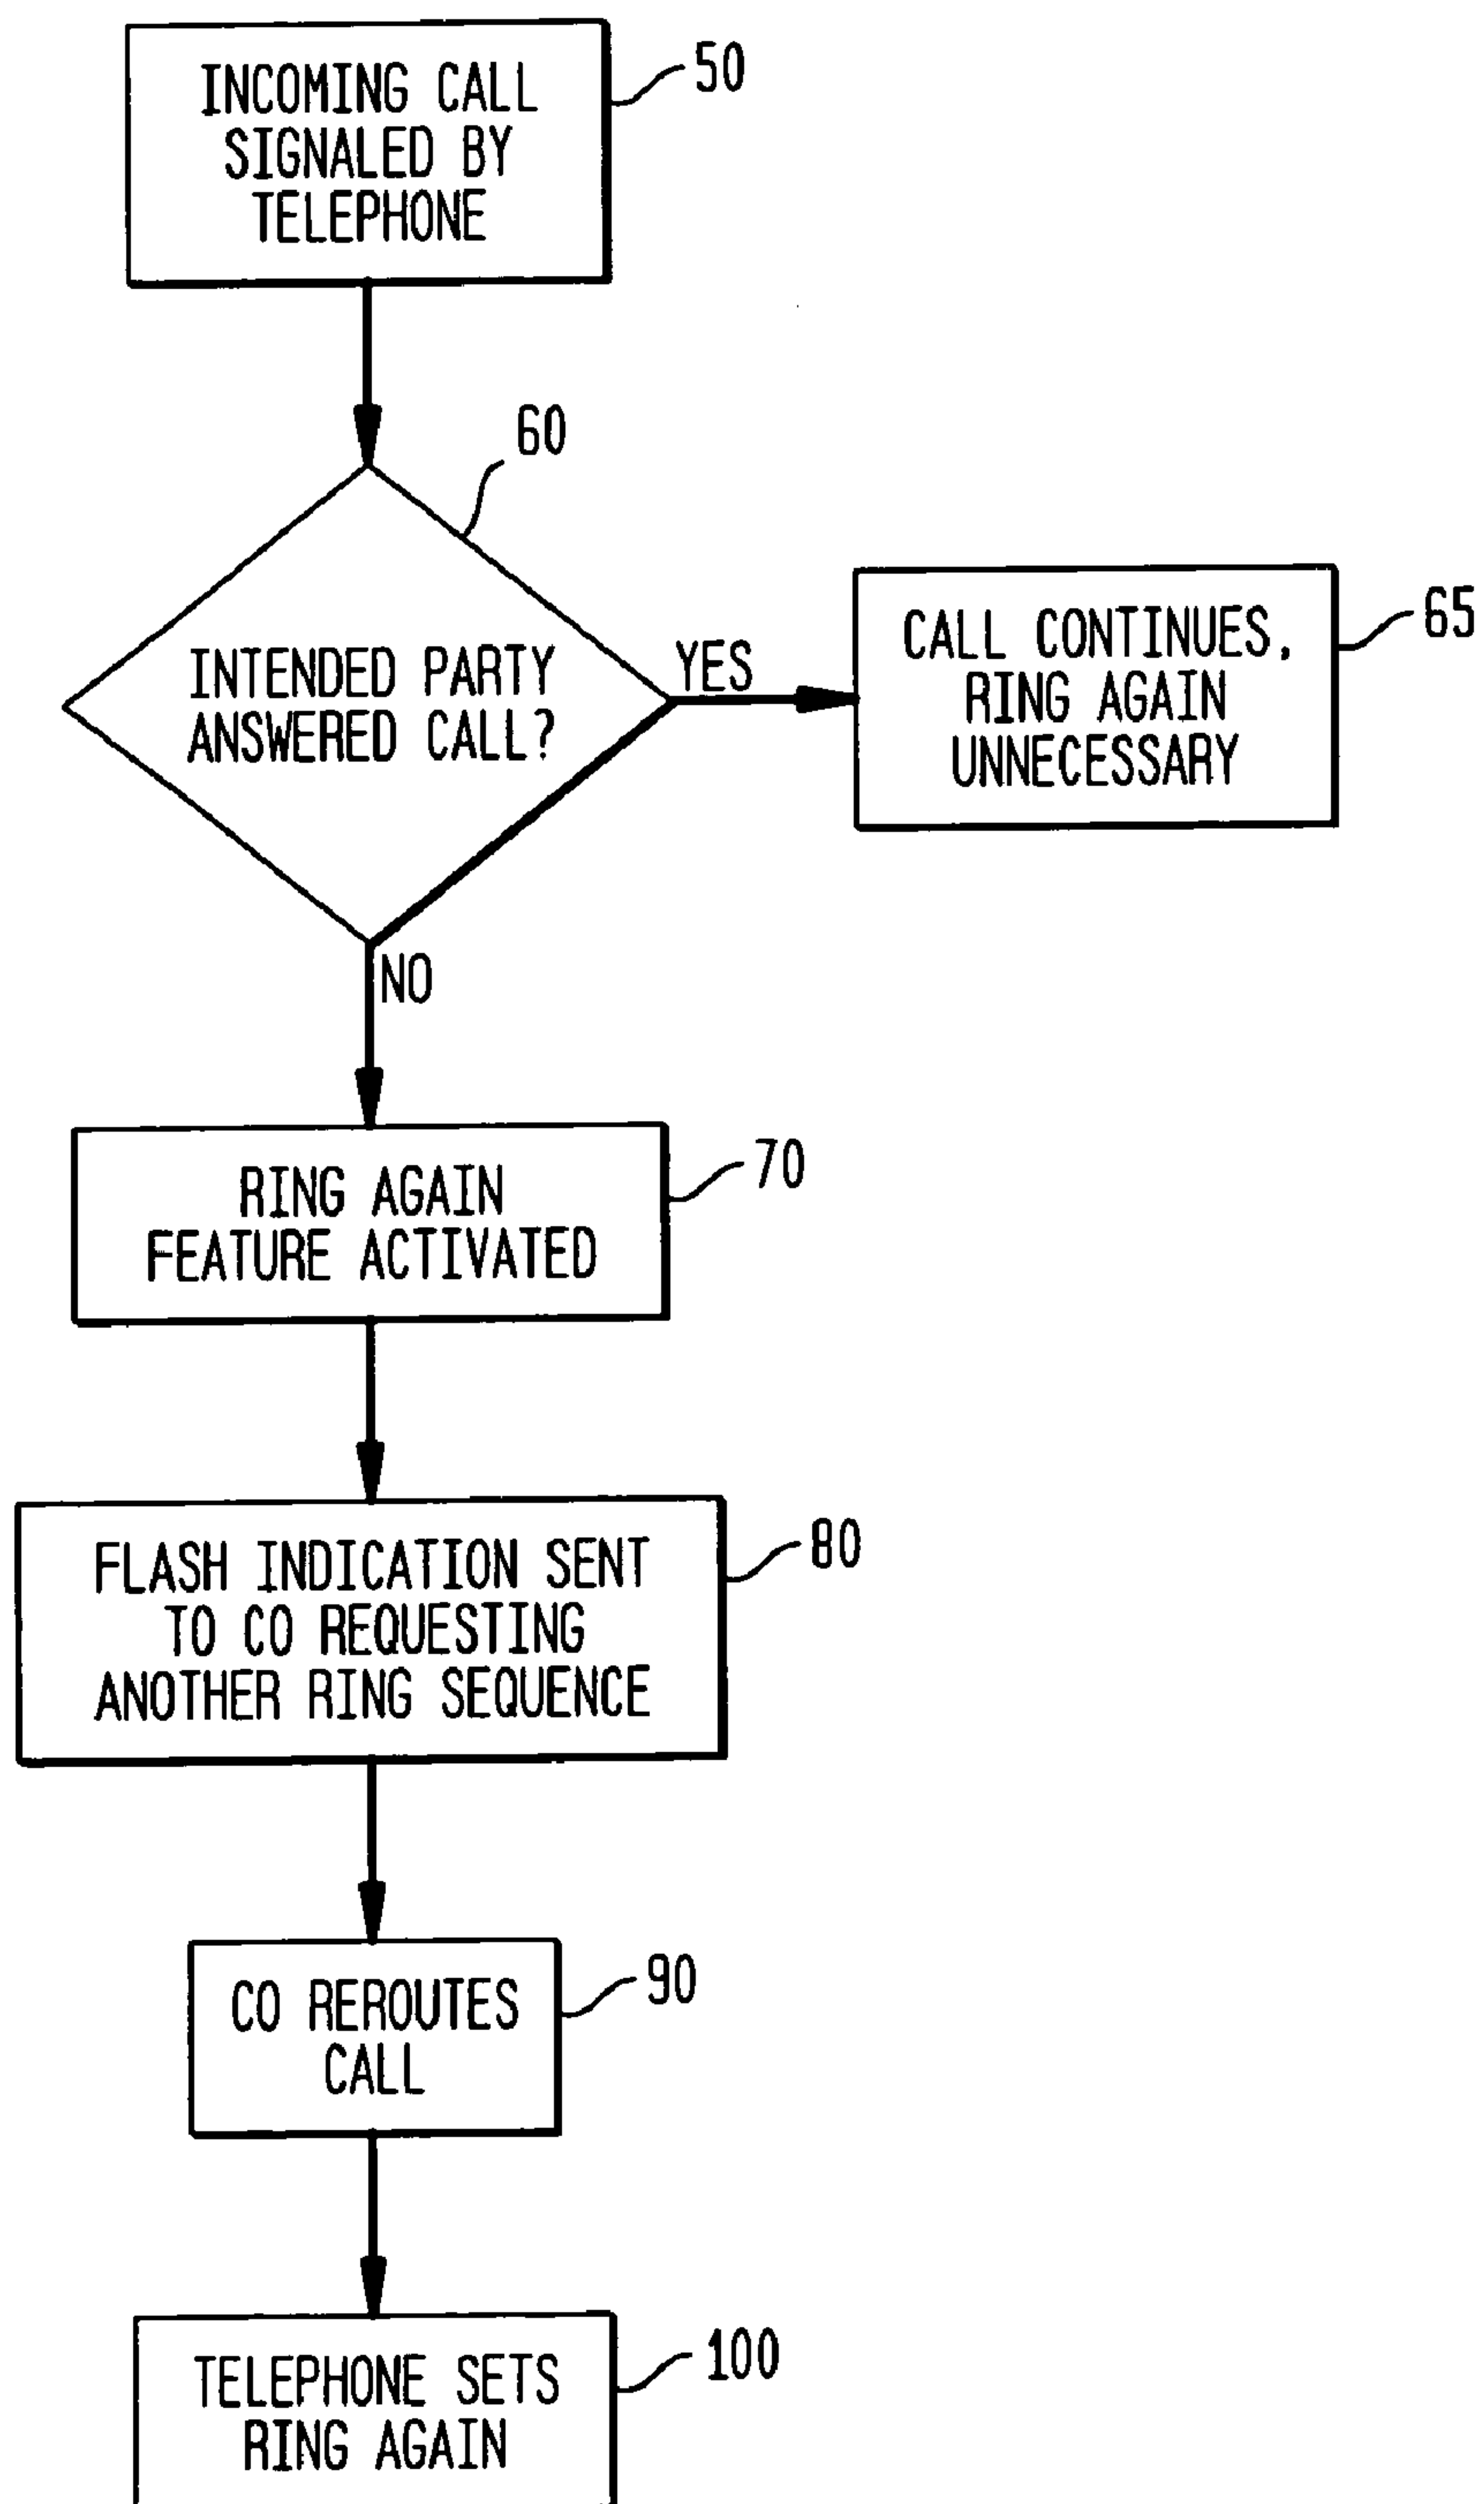 INCOMING CALL
SIGNALED BY
TELEPHONE
50
60
INTENDED PARTY
ANSWERED CALL?
YES
CALL CONTINUES,
RING AGAIN
UNNECESSARY
65
NO
RING AGAIN
FEATURE ACTIVATED
70
FLASH INDICATION SENT
TO CO REQUESTING
ANOTHER RING SEQUENCE
80
CO REROUTES
CALL
90
TELEPHONE SETS
RING AGAIN
100